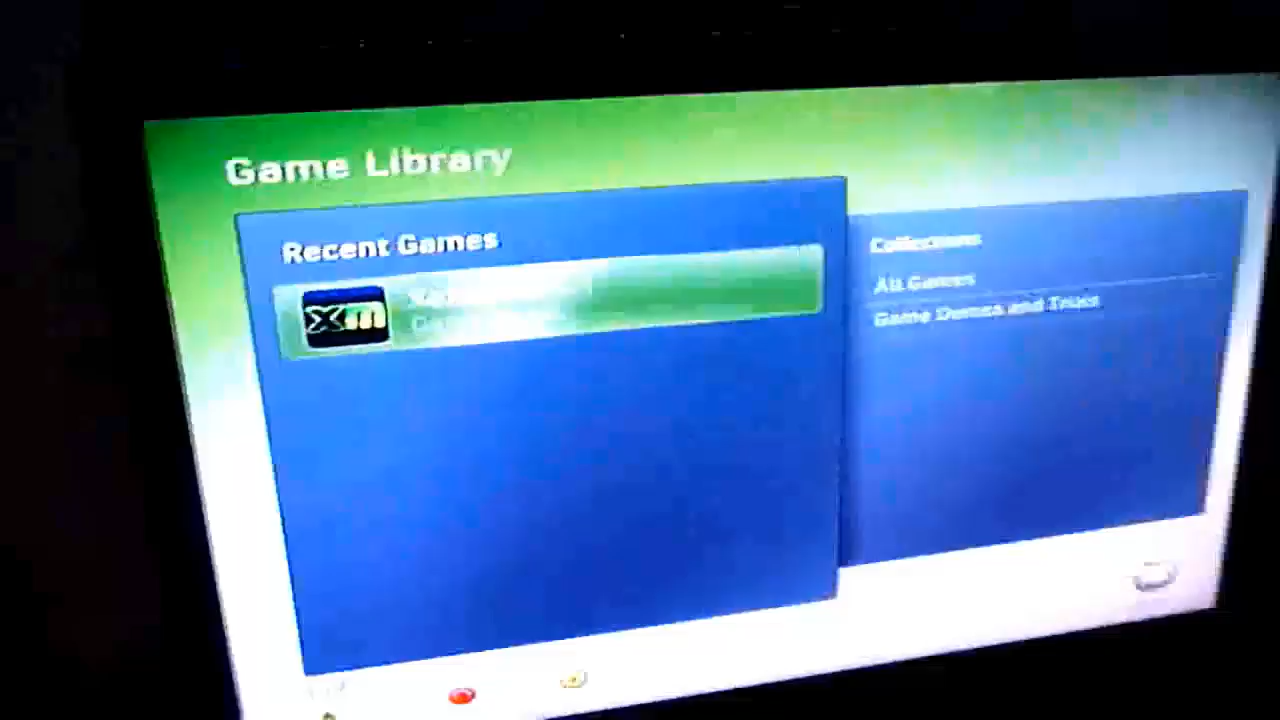 Game Library
Recent Games
xm
Collections
All Games
Game Demos and Trials